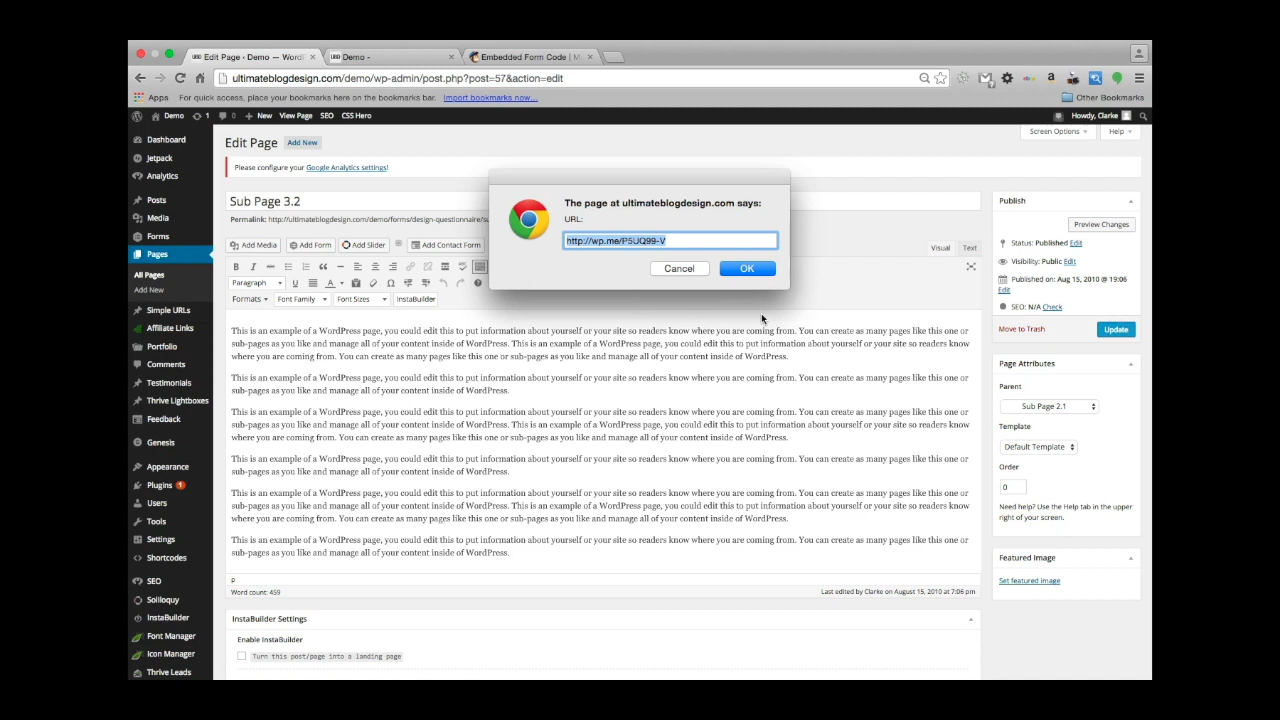 Edit Page ‹ Demo — WordP
Demo -
Embedded Form Code | M
ultimateblogdesign.com/demo/wp-admin/post.php?post=57&action=edit
Apps
For quick access, place your bookmarks here on the bookmarks bar.
Import bookmarks now...
Other Bookmarks
Demo
1
New
View Page
SEO
CSS Hero
Howdy, Clarke
Dashboard
Jetpack
Analytics
Posts
Media
Forms
Pages
All Pages
Add New
Simple URLs
Affiliate Links
Portfolio
Comments
Testimonials
Thrive Lightboxes
Feedback
Genesis
Appearance
Plugins 1
Users
Tools
Settings
Shortcodes
SEO
Soliloquy
InstaBuilder
Font Manager
Icon Manager
Thrive Leads
Edit Page
Add New
Screen Options
Help
Please configure your Google Analytics settings!
Sub Page 3.2
Permalink: http://ultimateblogdesign.com/demo/forms/design-questionnaire/su
Add Media
Add Form
Add Slider
Add Contact Form
Visual
Text
Paragraph
Formats
Font Family
Font Sizes
InstaBuilder
The page at ultimateblogdesign.com says:
URL:
http://wp.me/P5UQ99-V
Cancel
OK
This is an example of a WordPress page, you could edit this to put information about yourself or your site so readers know where you are coming from. You can create as many pages like this one or
sub-pages as you like and manage all of your content inside of WordPress. This is an example of a WordPress page, you could edit this to put information about yourself or your site so readers know
where you are coming from. You can create as many pages like this one or sub-pages as you like and manage all of your content inside of WordPress.
This is an example of a WordPress page, you could edit this to put information about yourself or your site so readers know where you are coming from. You can create as many pages like this one or
sub-pages as you like and manage all of your content inside of WordPress.
This is an example of a WordPress page, you could edit this to put information about yourself or your site so readers know where you are coming from. You can create as many pages like this one or
sub-pages as you like and manage all of your content inside of WordPress. This is an example of a WordPress page, you could edit this to put information about yourself or your site so readers know
where you are coming from. You can create as many pages like this one or sub-pages as you like and manage all of your content inside of WordPress.
This is an example of a WordPress page, you could edit this to put information about yourself or your site so readers know where you are coming from. You can create as many pages like this one or
sub-pages as you like and manage all of your content inside of WordPress.
This is an example of a WordPress page, you could edit this to put information about yourself or your site so readers know where you are coming from. You can create as many pages like this one or
sub-pages as you like and manage all of your content inside of WordPress. This is an example of a WordPress page, you could edit this to put information about yourself or your site so readers know
where you are coming from. You can create as many pages like this one or sub-pages as you like and manage all of your content inside of WordPress.
This is an example of a WordPress page, you could edit this to put information about yourself or your site so readers know where you are coming from. You can create as many pages like this one or
sub-pages as you like and manage all of your content inside of WordPress.
p
Word count: 459
Last edited by Clarke on August 15, 2010 at 7:06 pm
InstaBuilder Settings
Enable InstaBuilder
Turn this post/page into a landing page
Publish
Preview Changes
Status: Published Edit
Visibility: Public Edit
Published on: Aug 15, 2010 @ 19:06
Edit
SEO: N/A Check
Move to Trash
Update
Page Attributes
Parent
Sub Page 2.1
Template
Default Template
Order
0
Need help? Use the Help tab in the upper
right of your screen.
Featured Image
Set featured image